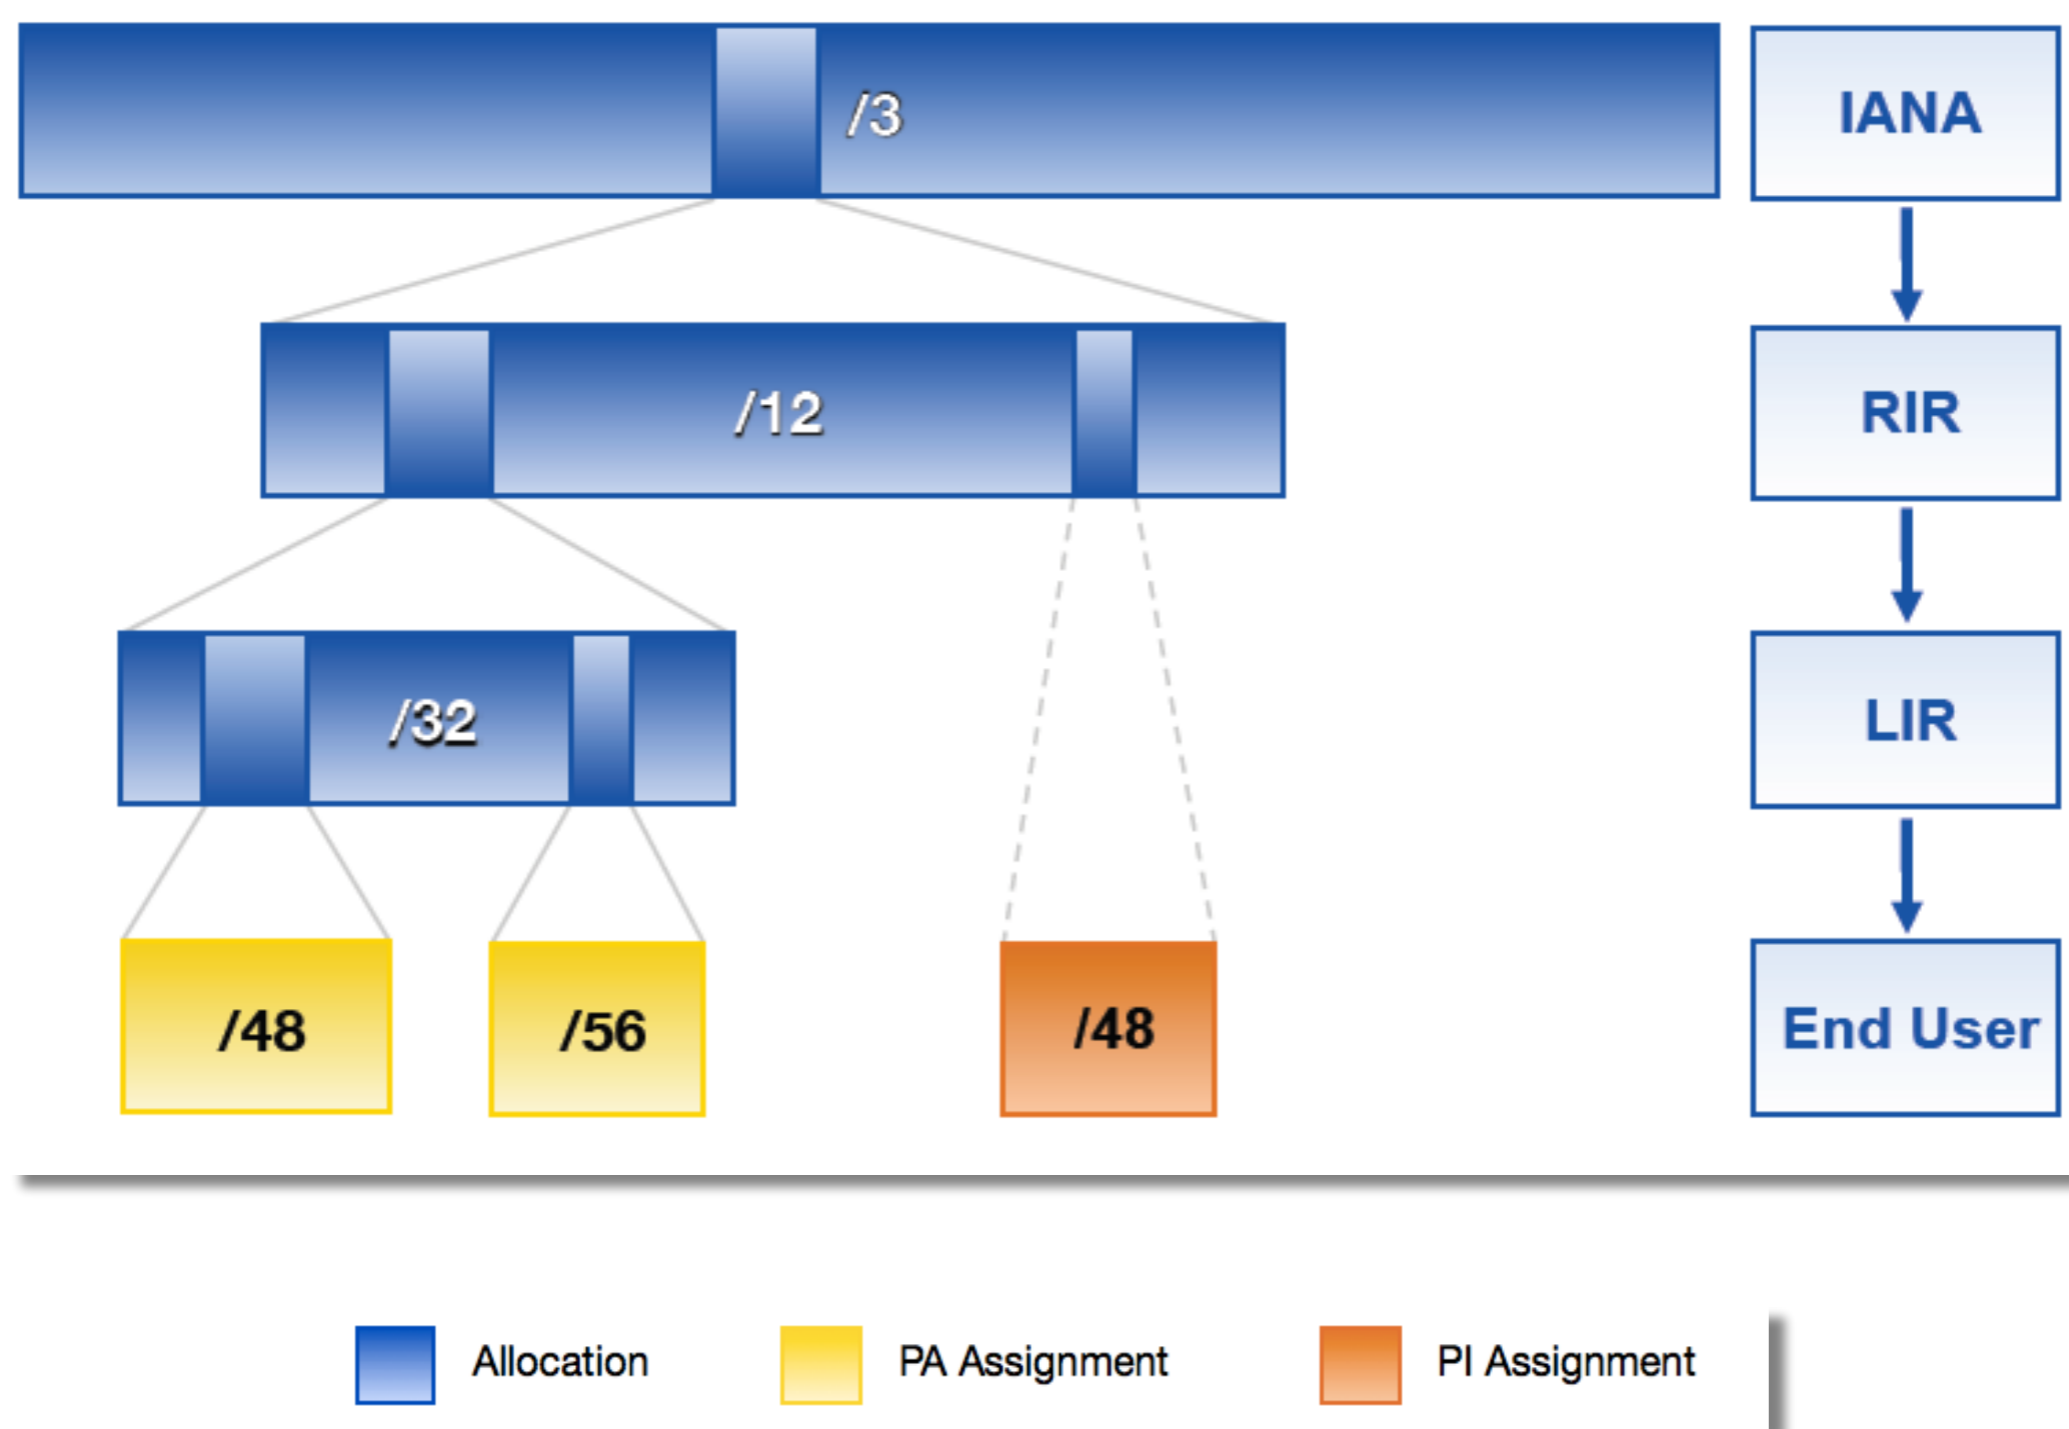 /3
IANA
/12
RIR
/32
LIR
/48
/56
/48
End User
Allocation
PA Assignment
PI Assignment